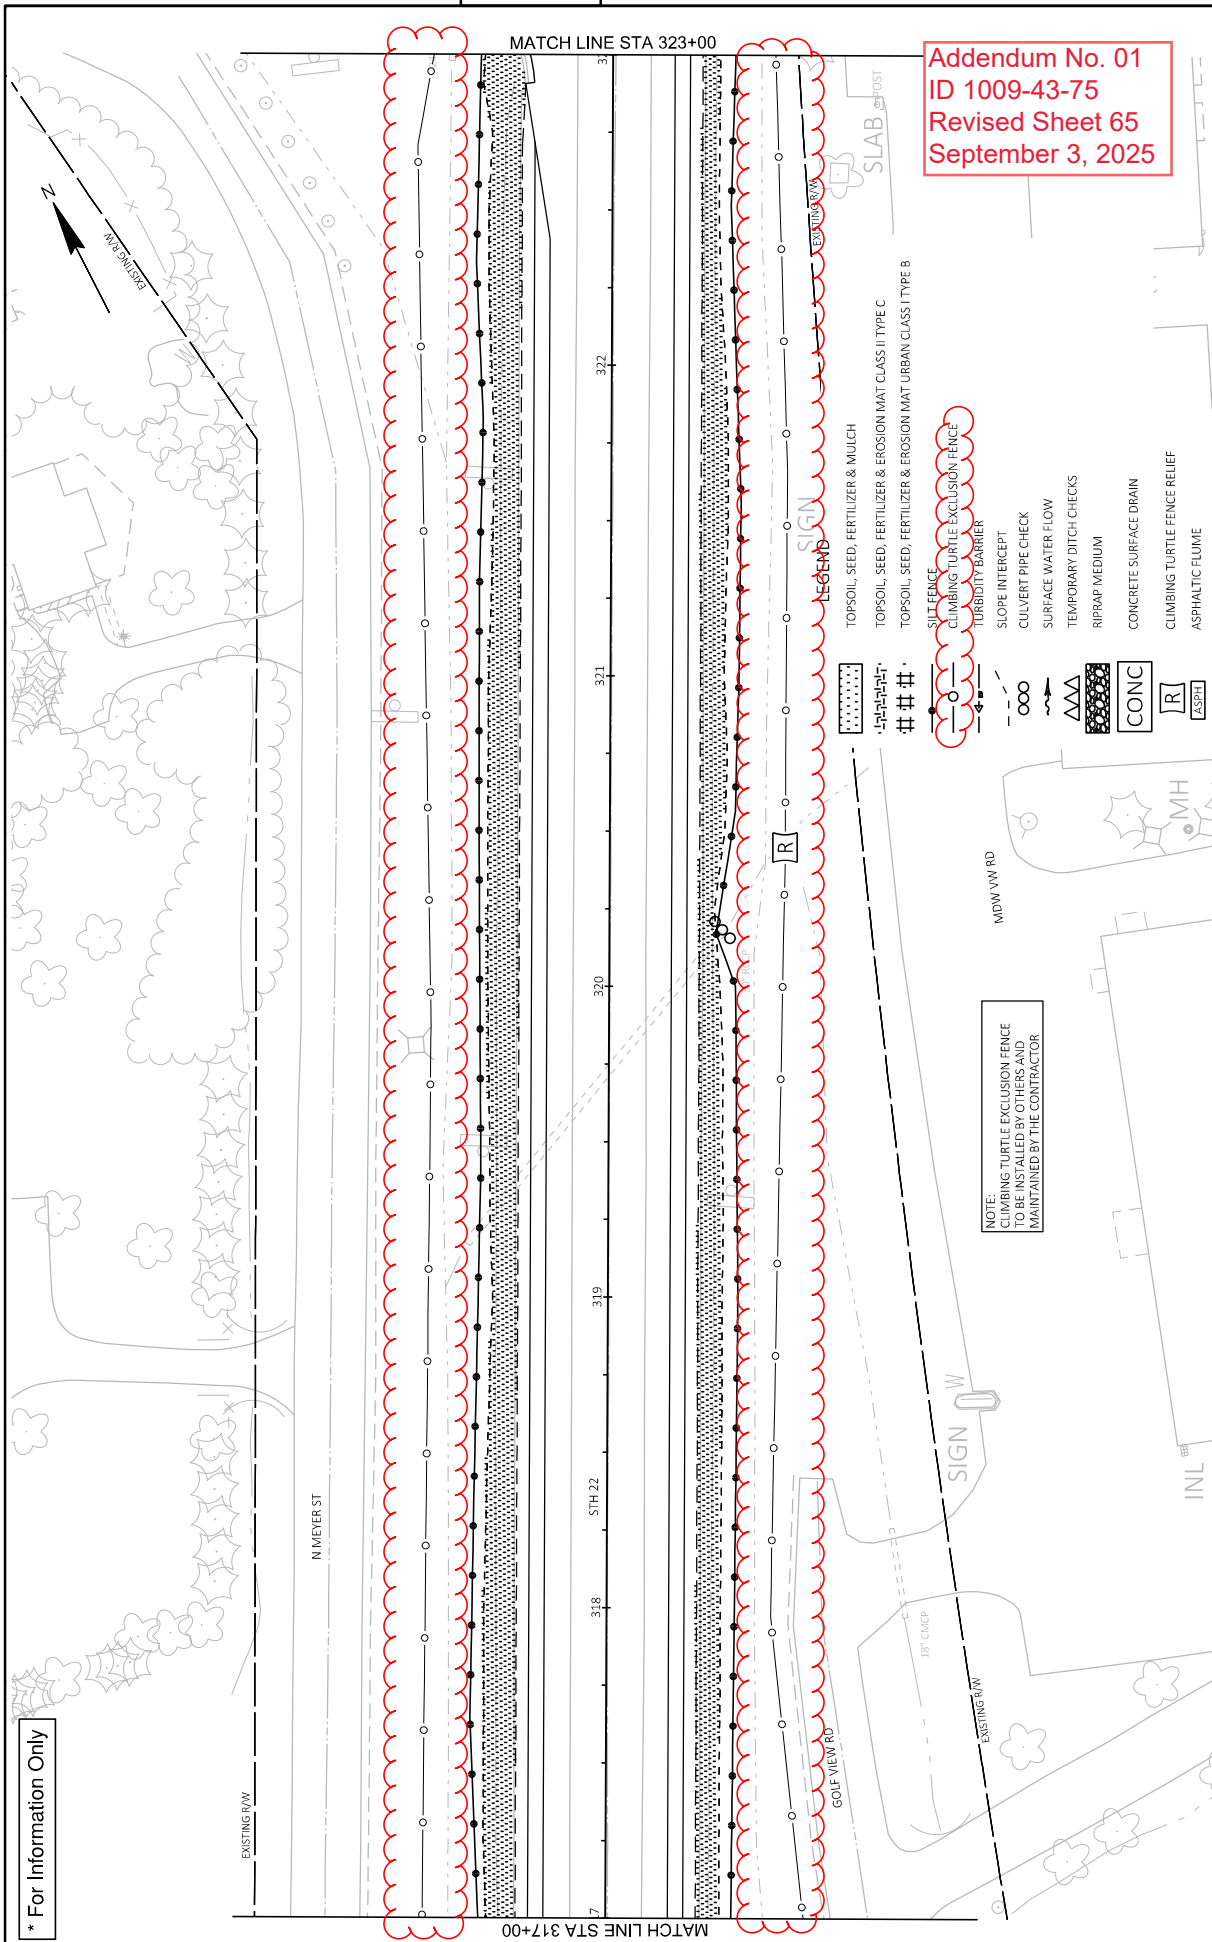 MATCH LINE STA 323+00
Addendum No. 01
ID 1009-43-75
Revised Sheet 65
September 3, 2025
POST
SLAB
N
EXISTING R/W
EXISTING R/W
322
SIGN
LEGEND
TOPSOIL, SEED, FERTILIZER & MULCH
TOPSOIL, SEED, FERTILIZER & EROSION MAT CLASS II TYPE C
TOPSOIL, SEED, FERTILIZER & EROSION MAT URBAN CLASS I TYPE B
SILT FENCE
CLIMBING TURTLE EXCLUSION FENCE
TURBIDITY BARRIER
SLOPE INTERCEPT
CULVERT PIPE CHECK
SURFACE WATER FLOW
TEMPORARY DITCH CHECKS
RIPRAP MEDIUM
CONC
CONCRETE SURFACE DRAIN
R
CLIMBING TURTLE FENCE RELIEF
ASPH
ASPHALTIC FLUME
321
R
MH
MDW VW RD
320
NOTE:
CLIMBING TURTLE EXCLUSION FENCE
TO BE INSTALLED BY OTHERS AND
MAINTAINED BY THE CONTRACTOR
319
W
SIGN
INL
STH 22
N MEYER ST
318
18" CMCP
EXISTING R/W
GOLF VIEW RD
EXISTING R/W
* For Information Only
7
MATCH LINE STA 317+00